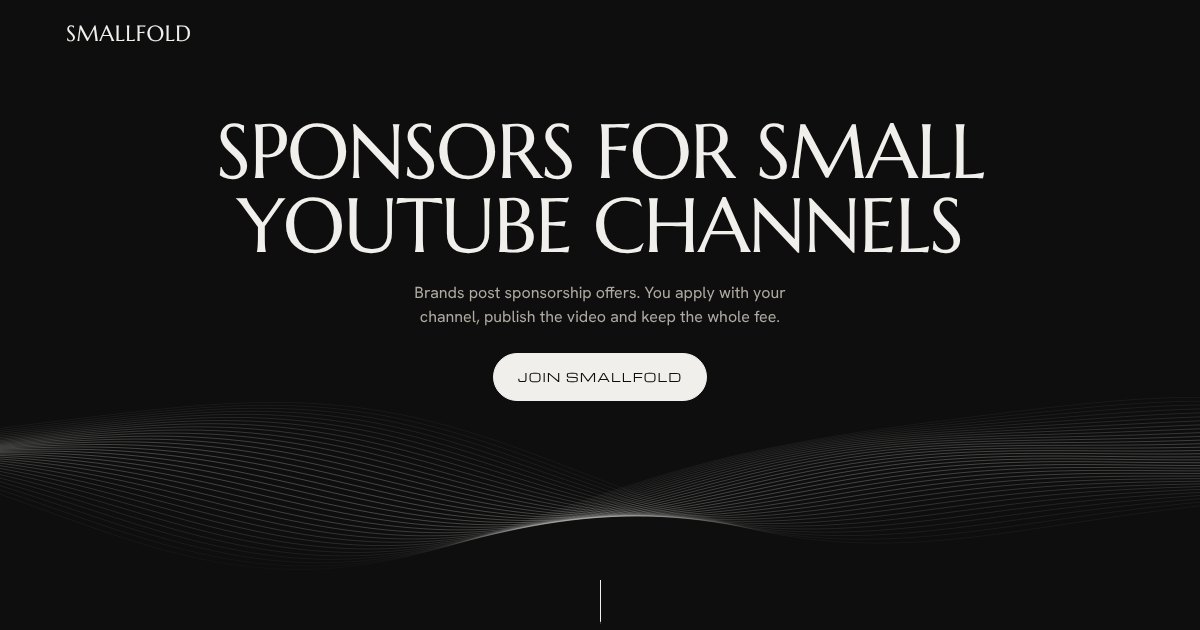 SMALLFOLD
SPONSORS FOR SMALL
YOUTUBE CHANNELS
Brands post sponsorship offers. You apply with your
channel, publish the video and keep the whole fee.
JOIN SMALLFOLD